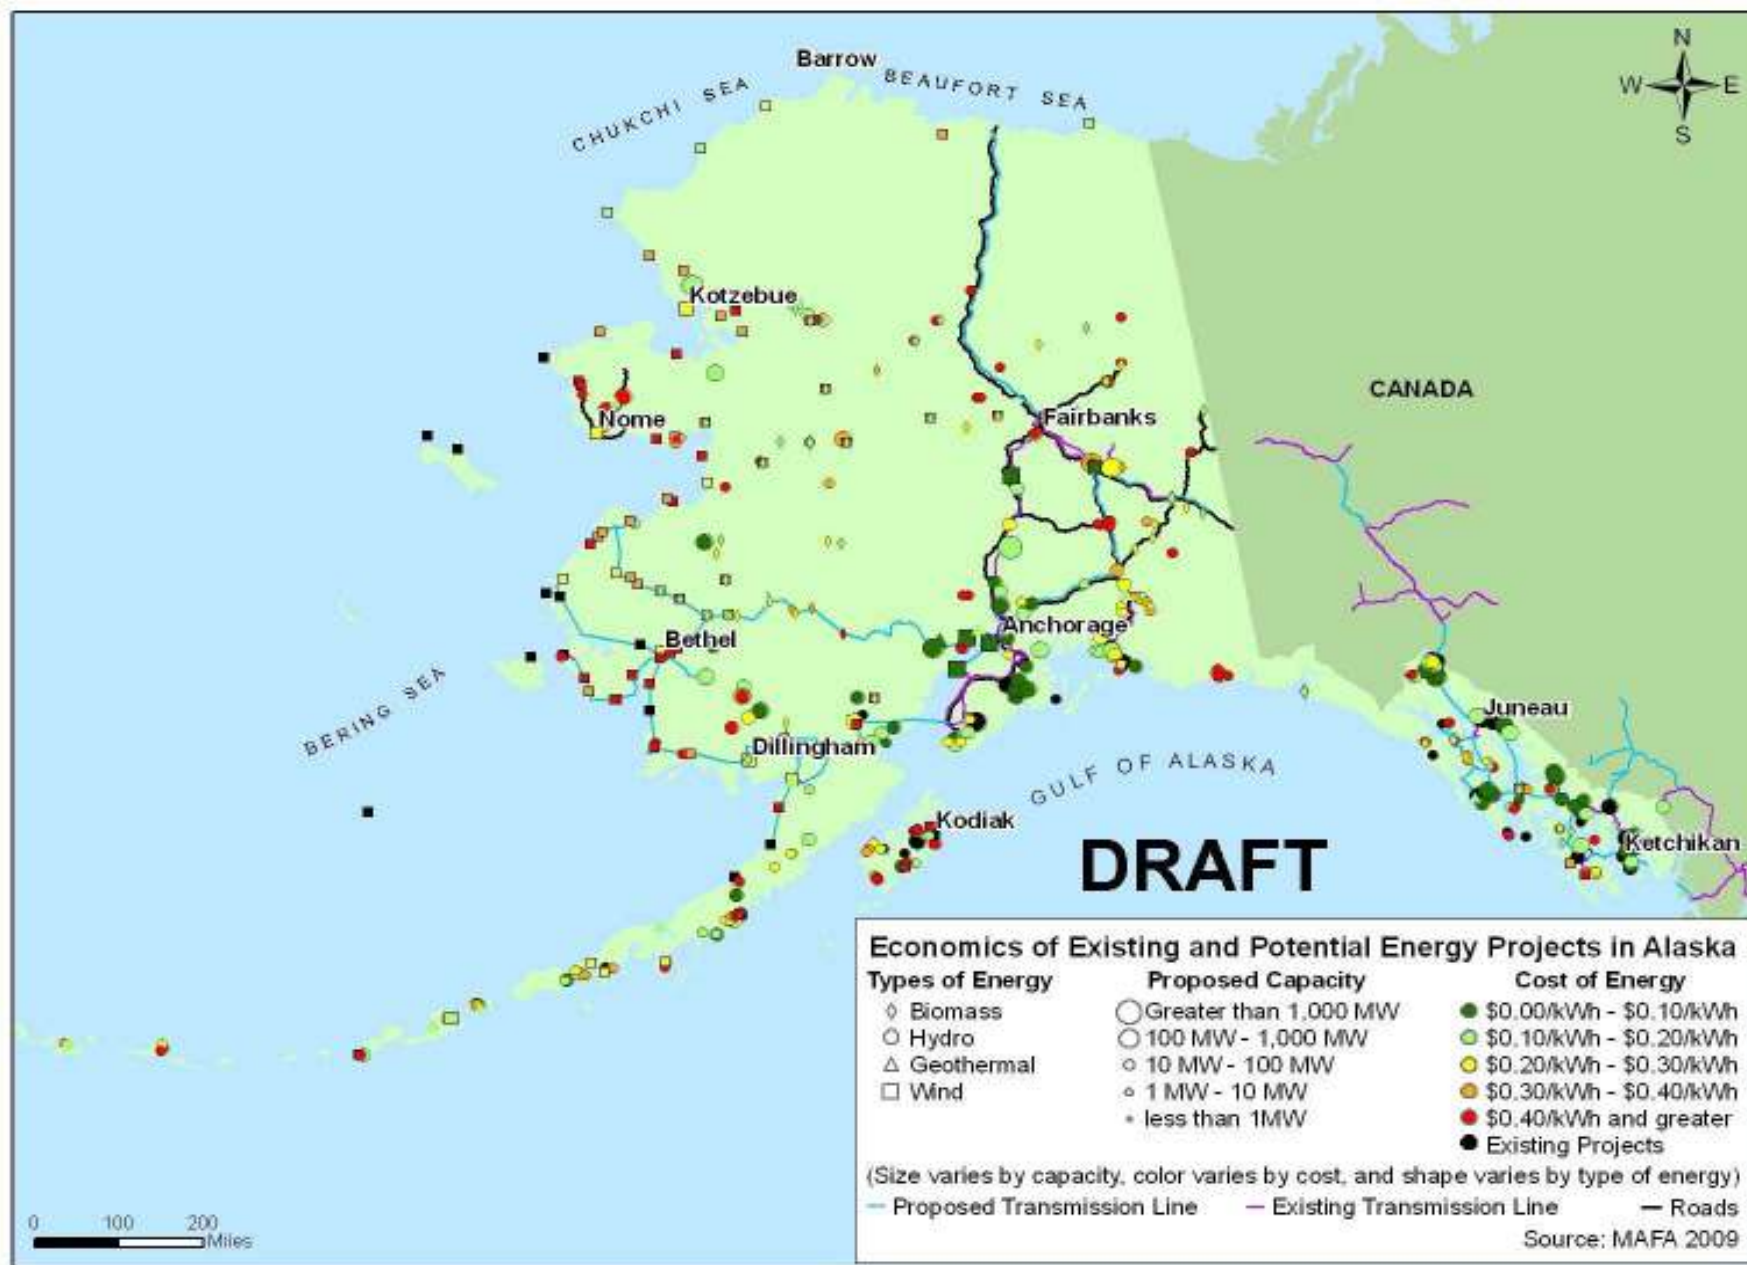 Barrow
CHUKCHI SEA
BEAUFORT SEA
N
W E
S
Kotzebue
CANADA
Nome
Fairbanks
Anchorage
Bethel
BERING SEA
Juneau
Dillingham
GULF OF ALASKA
Kodiak
DRAFT
Ketchikan
Economics of Existing and Potential Energy Projects in Alaska
Types of Energy
Biomass
Hydro
Geothermal
Wind
Proposed Capacity
Greater than 1,000 MW
100 MW - 1,000 MW
10 MW - 100 MW
1 MW - 10 MW
less than 1MW
Cost of Energy
$0.00/kWh - $0.10/kWh
$0.10/kWh - $0.20/kWh
$0.20/kWh - $0.30/kWh
$0.30/kWh - $0.40/kWh
$0.40/kWh and greater
Existing Projects
(Size varies by capacity, color varies by cost, and shape varies by type of energy)
Proposed Transmission Line Existing Transmission Line Roads
Source: MAFA 2009
0 100 200
Miles